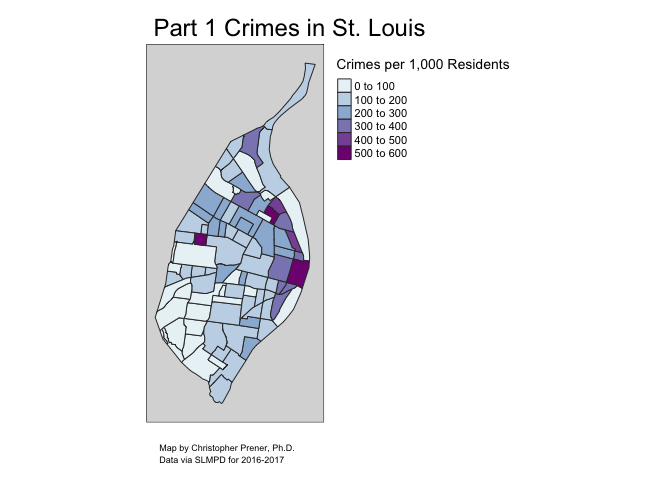 Part 1 Crimes in St. Louis
Crimes per 1,000 Residents
0 to 100
100 to 200
200 to 300
300 to 400
400 to 500
500 to 600
Map by Christopher Prener, Ph.D.
Data via SLMPD for 2016-2017